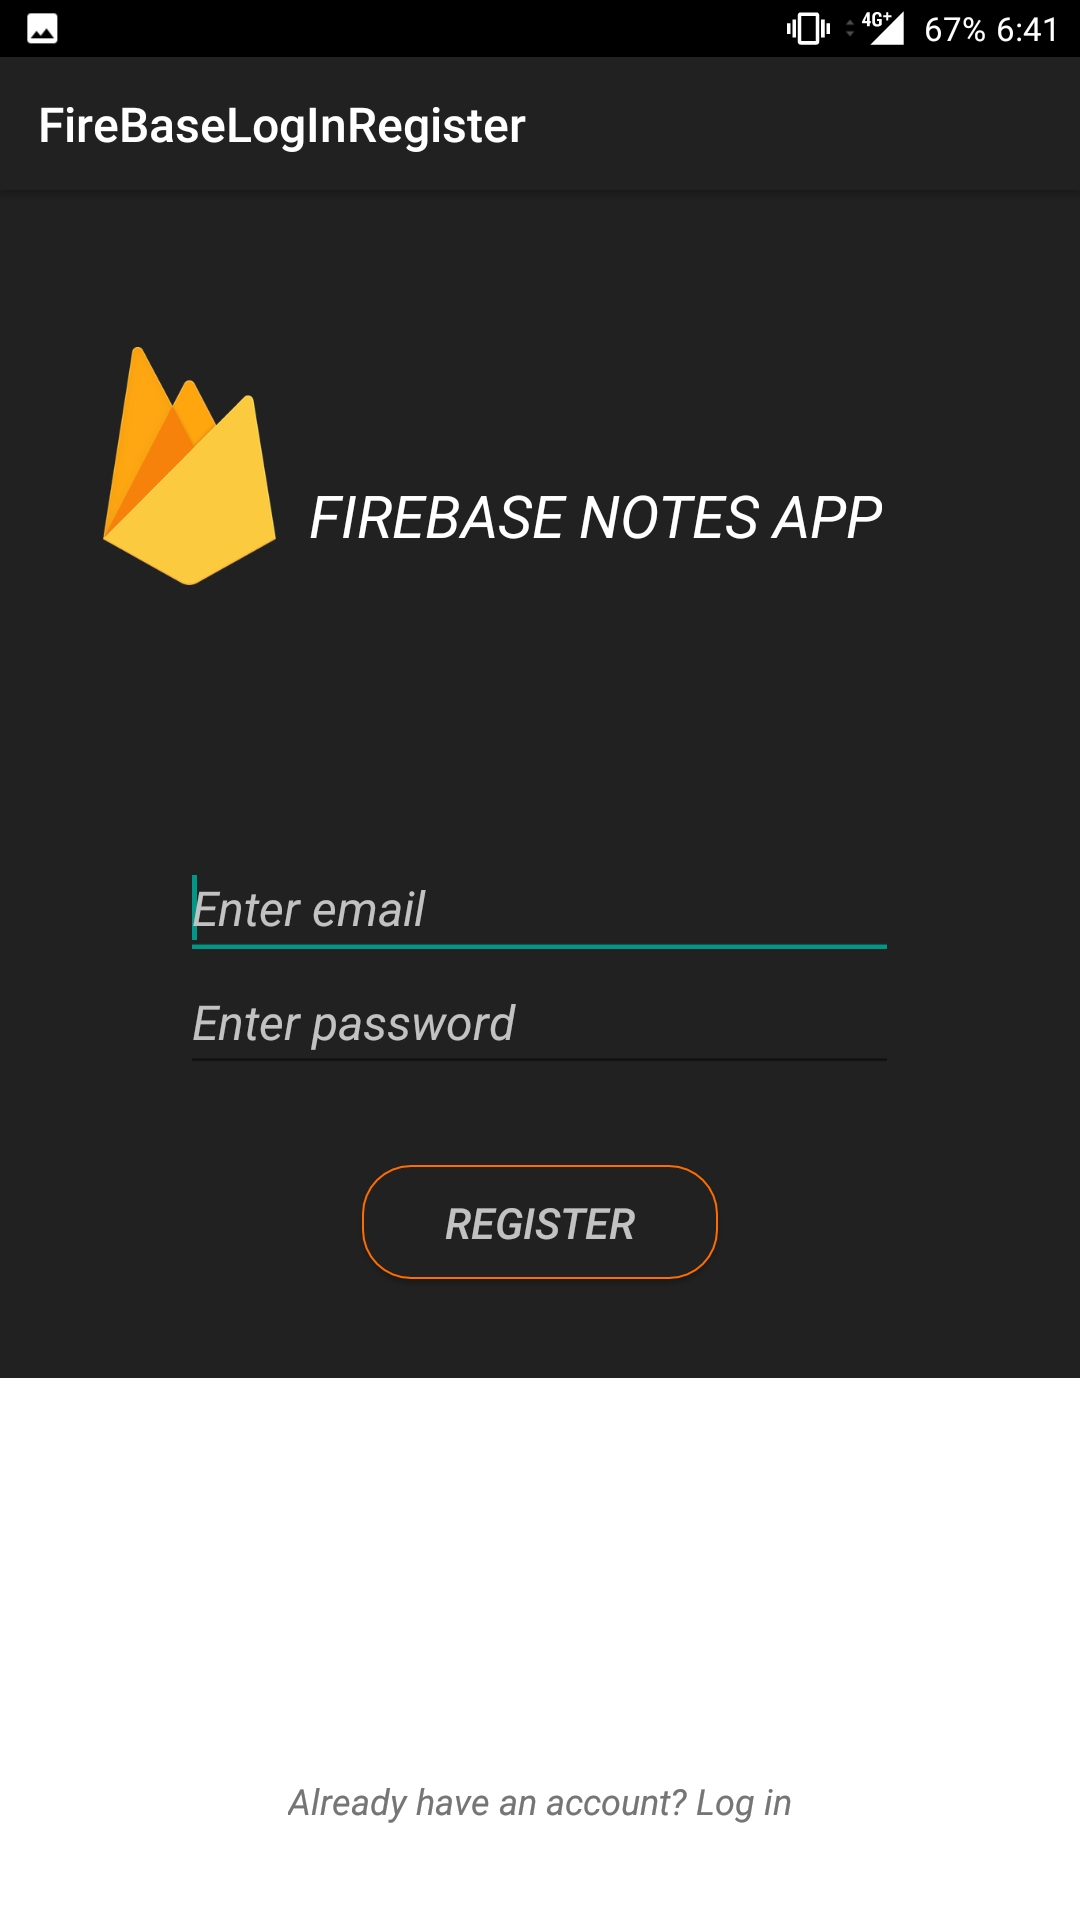 4G+ 67% 6:41
FireBaseLogInRegister
FIREBASE NOTES APP
Enter email
Enter password
REGISTER
Already have an account? Log in